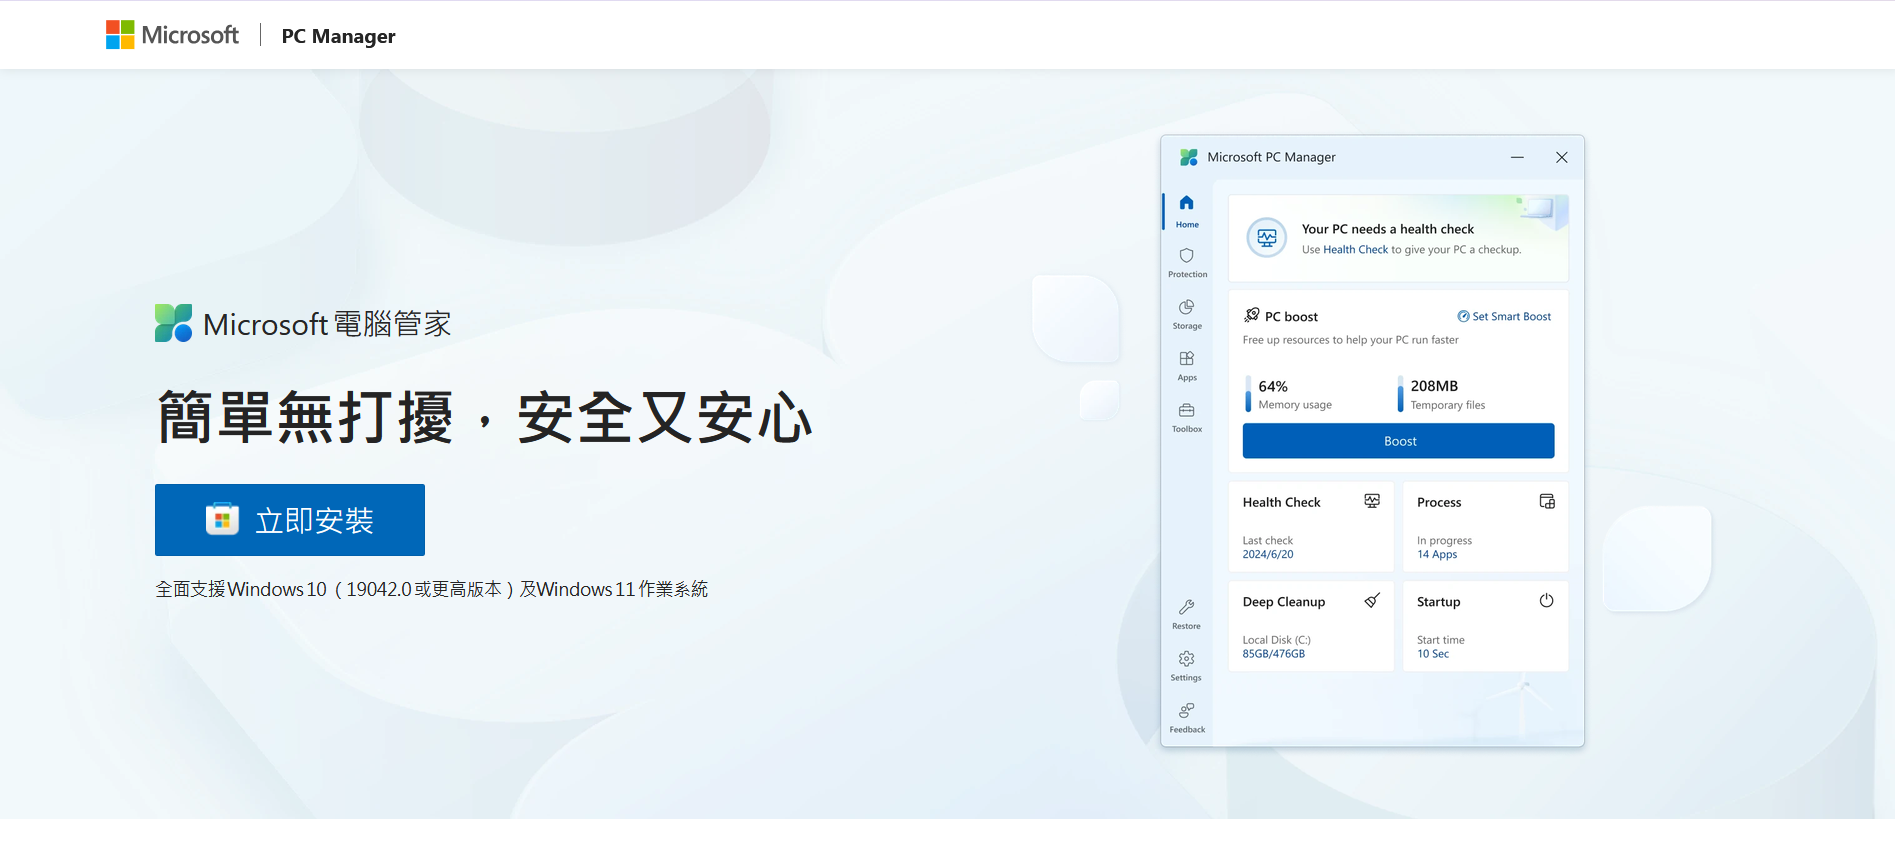 Microsoft | PC Manager
Microsoft 電腦管家
簡單無打擾，安全又安心
立即安裝
全面支援Windows 10（19042.0 或更高版本）及Windows 11 作業系統
Microsoft PC Manager
Home
Protection
Storage
Apps
Toolbox
Restore
Settings
Feedback
Your PC needs a health check
Use Health Check to give your PC a checkup.
PC boost
Set Smart Boost
Free up resources to help your PC run faster
64%
Memory usage
208MB
Temporary files
Boost
Health Check
Last check
2024/6/20
Process
In progress
14 Apps
Deep Cleanup
Local Disk (C:)
85GB/476GB
Startup
Start time
10 Sec